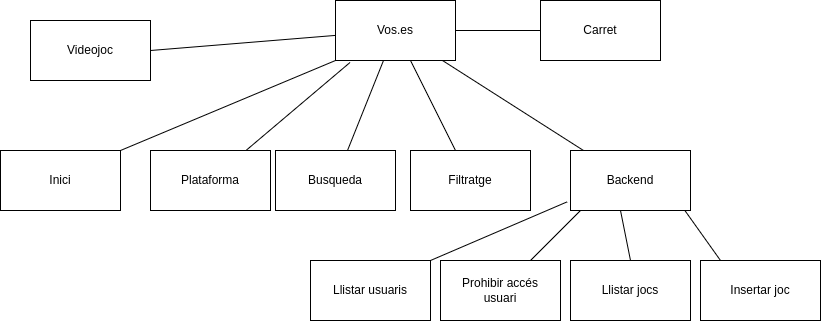 Vos.es
Carret
Videojoc
Inici
Plataforma
Busqueda
Filtratge
Backend
Llistar usuaris
Prohibir accés
usuari
Llistar jocs
Insertar joc